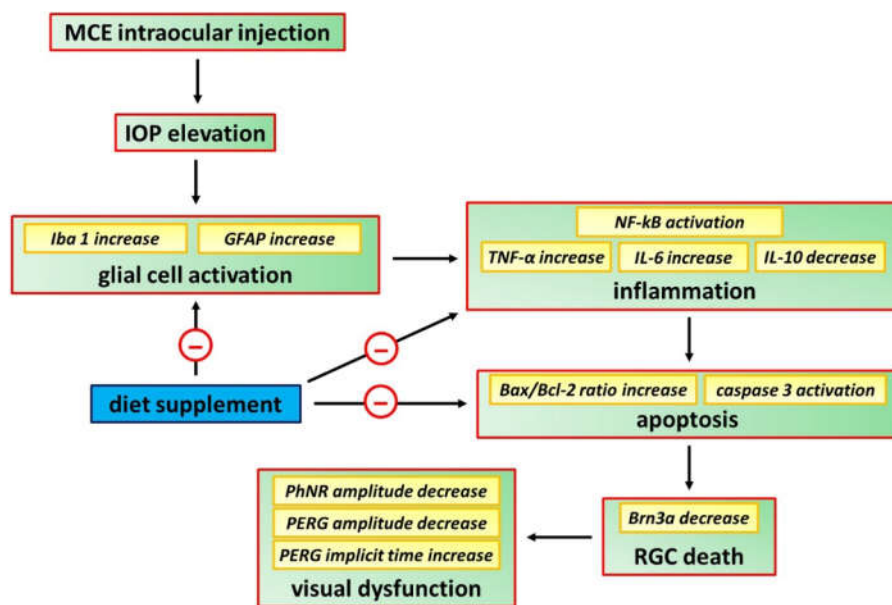 MCE intraocular injection
IOP elevation
Iba 1 increase
GFAP increase
glial cell activation
NF-kB activation
TNF-α increase
IL-6 increase
IL-10 decrease
inflammation
−
−
diet supplement
−
Bax/Bcl-2 ratio increase
caspase 3 activation
apoptosis
PhNR amplitude decrease
PERG amplitude decrease
PERG implicit time increase
visual dysfunction
Brn3a decrease
RGC death